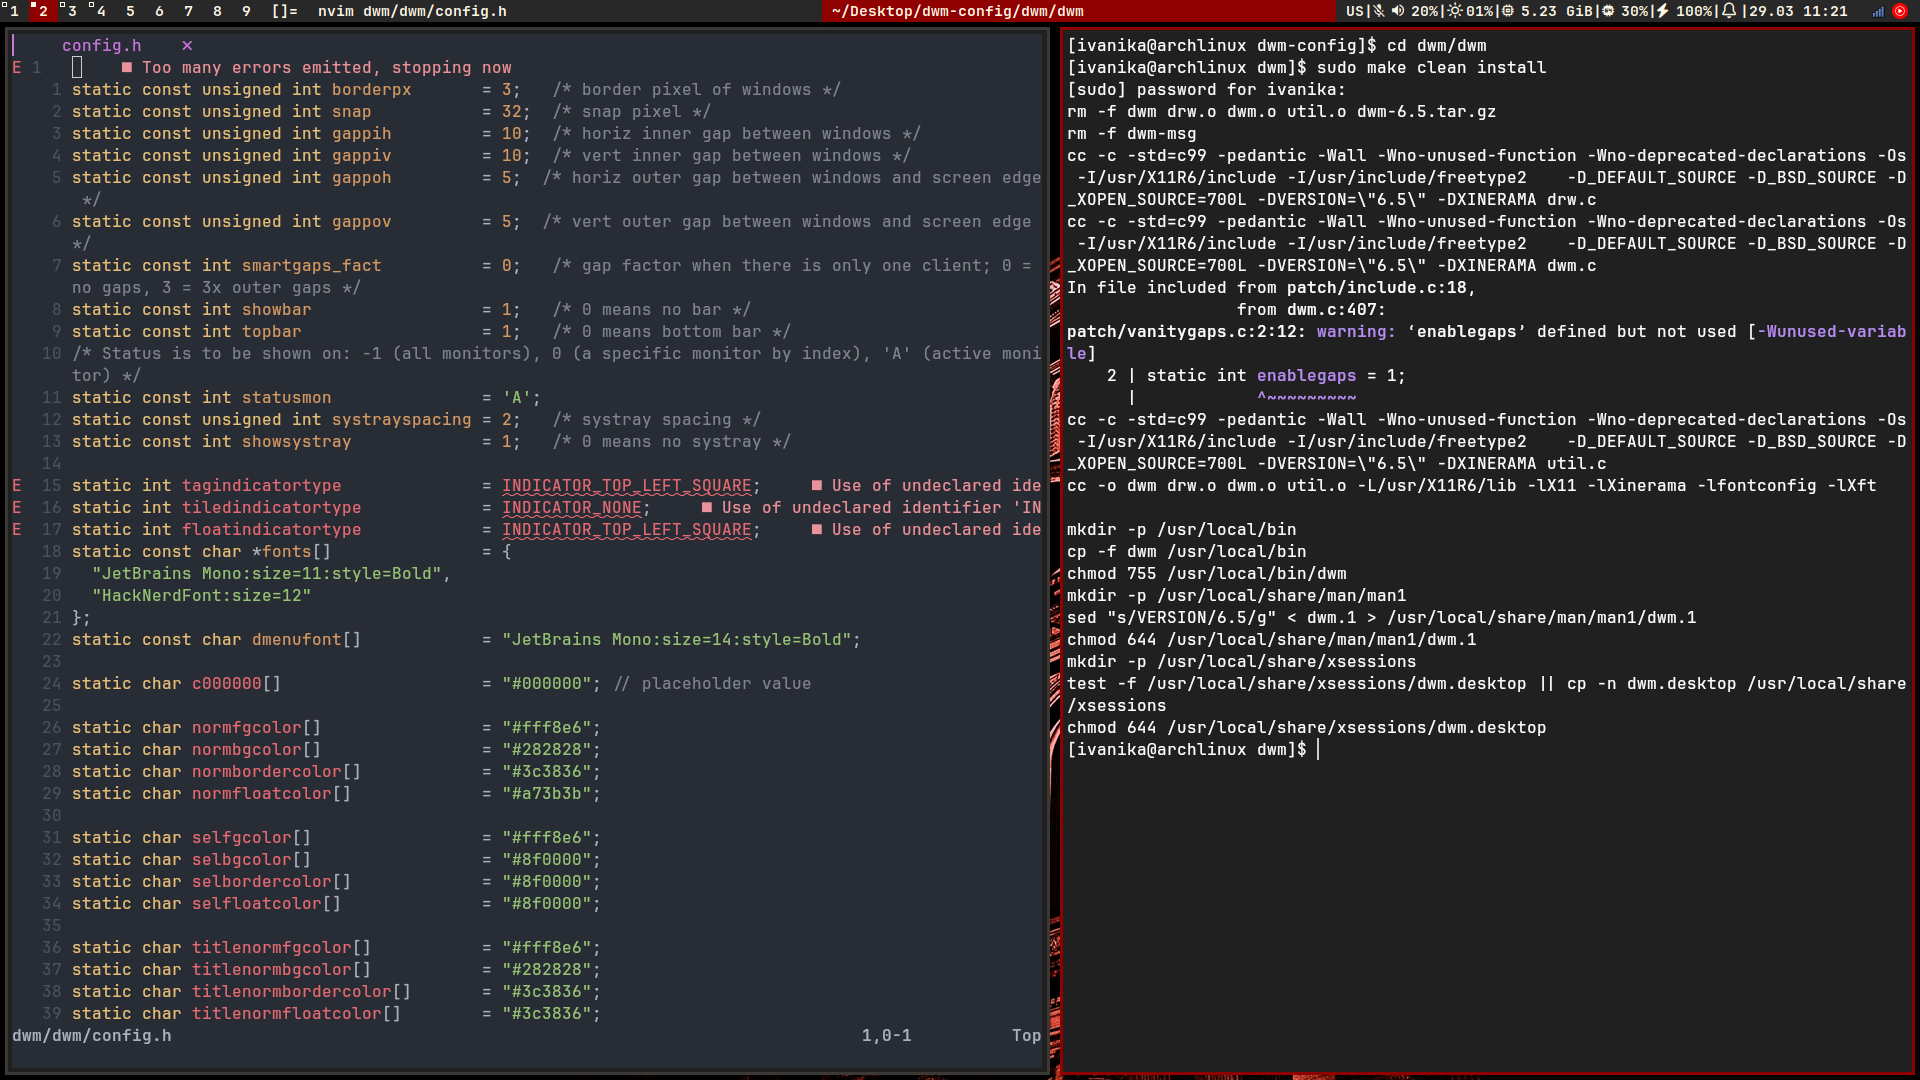 1 2 3 4 5 6 7 8 9 []= nvim dwm/dwm/config.h ~/Desktop/dwm-config/dwm/dwm US| 20%| 01%| 5.23 GiB| 30%| 100%| |29.03 11:21
config.h ×
E 1 ■ Too many errors emitted, stopping now
1 static const unsigned int borderpx = 3; /* border pixel of windows */
2 static const unsigned int snap = 32; /* snap pixel */
3 static const unsigned int gappih = 10; /* horiz inner gap between windows */
4 static const unsigned int gappiv = 10; /* vert inner gap between windows */
5 static const unsigned int gappoh = 5; /* horiz outer gap between windows and screen edge
*/
6 static const unsigned int gappov = 5; /* vert outer gap between windows and screen edge
*/
7 static const int smartgaps_fact = 0; /* gap factor when there is only one client; 0 =
no gaps, 3 = 3x outer gaps */
8 static const int showbar = 1; /* 0 means no bar */
9 static const int topbar = 1; /* 0 means bottom bar */
10 /* Status is to be shown on: -1 (all monitors), 0 (a specific monitor by index), 'A' (active moni
tor) */
11 static const int statusmon = 'A';
12 static const unsigned int systrayspacing = 2; /* systray spacing */
13 static const int showsystray = 1; /* 0 means no systray */
14
E 15 static int tagindicatortype = INDICATOR_TOP_LEFT_SQUARE; ■ Use of undeclared ide
E 16 static int tiledindicatortype = INDICATOR_NONE; ■ Use of undeclared identifier 'IN
E 17 static int floatindicatortype = INDICATOR_TOP_LEFT_SQUARE; ■ Use of undeclared ide
18 static const char *fonts[] = {
19 "JetBrains Mono:size=11:style=Bold",
20 "HackNerdFont:size=12"
21 };
22 static const char dmenufont[] = "JetBrains Mono:size=14:style=Bold";
23
24 static char c000000[] = "#000000"; // placeholder value
25
26 static char normfgcolor[] = "#fff8e6";
27 static char normbgcolor[] = "#282828";
28 static char normbordercolor[] = "#3c3836";
29 static char normfloatcolor[] = "#a73b3b";
30
31 static char selfgcolor[] = "#fff8e6";
32 static char selbgcolor[] = "#8f0000";
33 static char selbordercolor[] = "#8f0000";
34 static char selfloatcolor[] = "#8f0000";
35
36 static char titlenormfgcolor[] = "#fff8e6";
37 static char titlenormbgcolor[] = "#282828";
38 static char titlenormbordercolor[] = "#3c3836";
39 static char titlenormfloatcolor[] = "#3c3836";
dwm/dwm/config.h 1,0-1 Top
[ivanika@archlinux dwm-config]$ cd dwm/dwm
[ivanika@archlinux dwm]$ sudo make clean install
[sudo] password for ivanika:
rm -f dwm drw.o dwm.o util.o dwm-6.5.tar.gz
rm -f dwm-msg
cc -c -std=c99 -pedantic -Wall -Wno-unused-function -Wno-deprecated-declarations -Os
-I/usr/X11R6/include -I/usr/include/freetype2 -D_DEFAULT_SOURCE -D_BSD_SOURCE -D
_XOPEN_SOURCE=700L -DVERSION=\"6.5\" -DXINERAMA drw.c
cc -c -std=c99 -pedantic -Wall -Wno-unused-function -Wno-deprecated-declarations -Os
-I/usr/X11R6/include -I/usr/include/freetype2 -D_DEFAULT_SOURCE -D_BSD_SOURCE -D
_XOPEN_SOURCE=700L -DVERSION=\"6.5\" -DXINERAMA dwm.c
In file included from patch/include.c:18,
from dwm.c:407:
patch/vanitygaps.c:2:12: warning: ‘enablegaps’ defined but not used [-Wunused-variab
le]
2 | static int enablegaps = 1;
| ^~~~~~~~~~
cc -c -std=c99 -pedantic -Wall -Wno-unused-function -Wno-deprecated-declarations -Os
-I/usr/X11R6/include -I/usr/include/freetype2 -D_DEFAULT_SOURCE -D_BSD_SOURCE -D
_XOPEN_SOURCE=700L -DVERSION=\"6.5\" -DXINERAMA util.c
cc -o dwm drw.o dwm.o util.o -L/usr/X11R6/lib -lX11 -lXinerama -lfontconfig -lXft
mkdir -p /usr/local/bin
cp -f dwm /usr/local/bin
chmod 755 /usr/local/bin/dwm
mkdir -p /usr/local/share/man/man1
sed "s/VERSION/6.5/g" < dwm.1 > /usr/local/share/man/man1/dwm.1
chmod 644 /usr/local/share/man/man1/dwm.1
mkdir -p /usr/local/share/xsessions
test -f /usr/local/share/xsessions/dwm.desktop || cp -n dwm.desktop /usr/local/share
/xsessions
chmod 644 /usr/local/share/xsessions/dwm.desktop
[ivanika@archlinux dwm]$